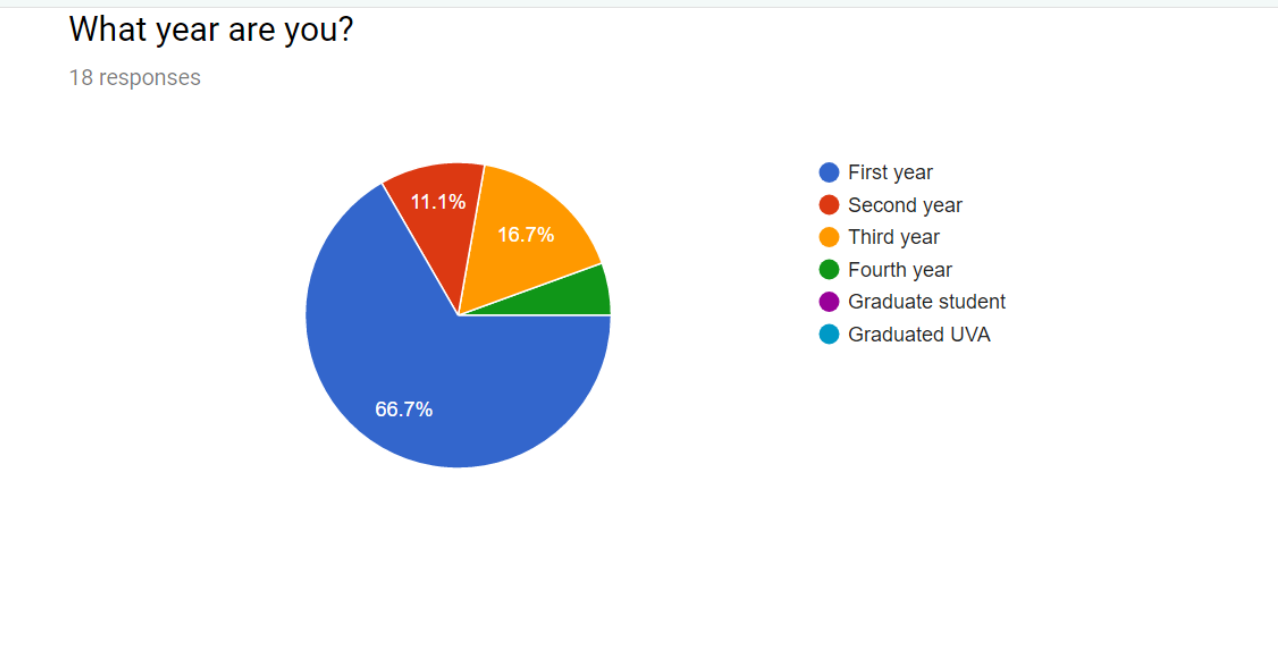 What year are you?
18 responses
11.1%
16.7%
66.7%
First year
Second year
Third year
Fourth year
Graduate student
Graduated UVA